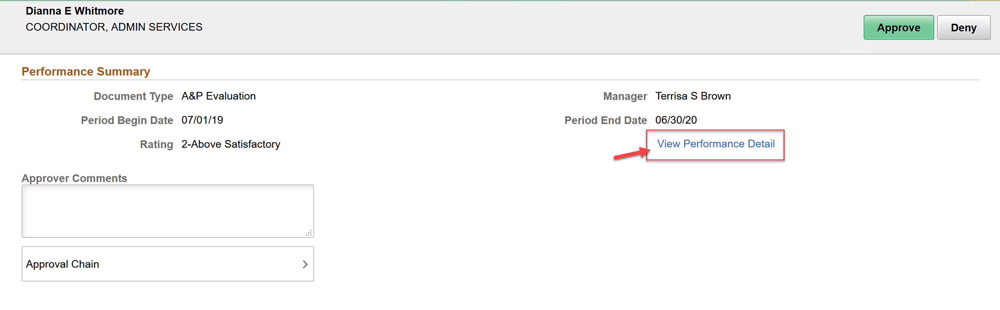 Dianna E Whitmore
COORDINATOR, ADMIN SERVICES
Approve
Deny
Performance Summary
Document Type A&P Evaluation
Manager Terrisa S Brown
Period Begin Date 07/01/19
Period End Date 06/30/20
Rating 2-Above Satisfactory
View Performance Detail
Approver Comments
Approval Chain